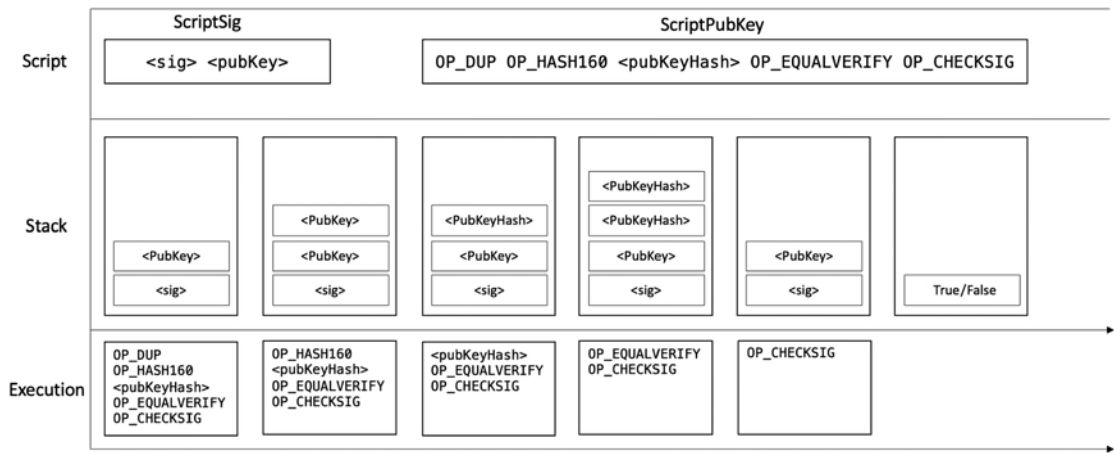 ScriptSig
ScriptPubKey
Script
<sig> <pubKey>
OP_DUP OP_HASH160 <pubKeyHash> OP_EQUALVERIFY OP_CHECKSIG
Stack
<PubKey>
<sig>
<PubKey>
<PubKey>
<sig>
<PubKeyHash>
<PubKey>
<sig>
<PubKeyHash>
<PubKeyHash>
<PubKey>
<sig>
<PubKey>
<sig>
True/False
Execution
OP_DUP
OP_HASH160
<pubKeyHash>
OP_EQUALVERIFY
OP_CHECKSIG
OP_HASH160
<pubKeyHash>
OP_EQUALVERIFY
OP_CHECKSIG
<pubKeyHash>
OP_EQUALVERIFY
OP_CHECKSIG
OP_EQUALVERIFY
OP_CHECKSIG
OP_CHECKSIG